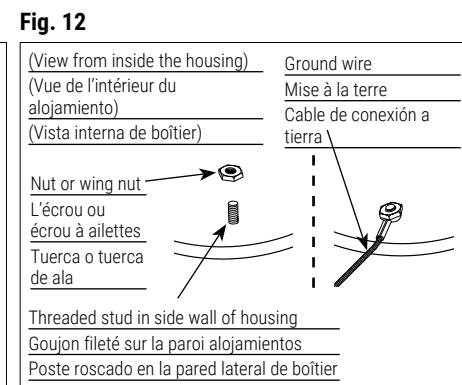 Fig. 12
(View from inside the housing)
(Vue de l'intérieur du
alojamiento)
(Vista interna de boîtier)
Ground wire
Mise à la terre
Cable de conexión a
tierra
Nut or wing nut
L'écrou ou
écrou à ailettes
Tuerca o tuerca
de ala
Threaded stud in side wall of housing
Goujon fileté sur la paroi alojamientos
Poste roscado en la pared lateral de boîtier